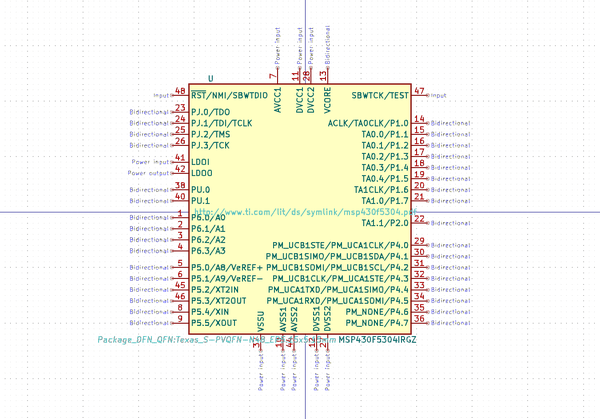 Power input
Power input
Power input
Bidirectional
7
11
28
13
U
AVCC1
DVCC1
DVCC2
VCORE
Input 48 RST/NMI/SBWTDIO
SBWTCK/TEST 47 Input
Bidirectional 23 PJ.0/TDO
Bidirectional 24 PJ.1/TDI/TCLK
Bidirectional 25 PJ.2/TMS
Bidirectional 26 PJ.3/TCK
Power input 41 LDOI
Power output 42 LDOO
Bidirectional 38 PU.0
Bidirectional 40 PU.1
ACLK/TA0CLK/P1.0 14 Bidirectional
TA0.0/P1.1 15 Bidirectional
TA0.1/P1.2 16 Bidirectional
TA0.2/P1.3 17 Bidirectional
TA0.3/P1.4 18 Bidirectional
TA0.4/P1.5 19 Bidirectional
TA1CLK/P1.6 20 Bidirectional
TA1.0/P1.7 21 Bidirectional
http://www.ti.com/lit/ds/symlink/msp430f5304.pdf
TA1.1/P2.0 22 Bidirectional
Bidirectional 1 P6.0/A0
Bidirectional 2 P6.1/A1
Bidirectional 3 P6.2/A2
Bidirectional 4 P6.3/A3
Bidirectional 5 P5.0/A8/VeREF+
Bidirectional 6 P5.1/A9/VeREF-
Bidirectional 45 P5.2/XT2IN
Bidirectional 46 P5.3/XT2OUT
Bidirectional 8 P5.4/XIN
Bidirectional 9 P5.5/XOUT
PM_UCB1STE/PM_UCA1CLK/P4.0 29 Bidirectional
PM_UCB1SIMO/PM_UCB1SDA/P4.1 30 Bidirectional
PM_UCB1SOMI/PM_UCB1SCL/P4.2 31 Bidirectional
PM_UCB1CLK/PM_UCA1STE/P4.3 32 Bidirectional
PM_UCA1TXD/PM_UCA1SIMO/P4.4 33 Bidirectional
PM_UCA1RXD/PM_UCA1SOMI/P4.5 34 Bidirectional
PM_NONE/P4.6 35 Bidirectional
PM_NONE/P4.7 36 Bidirectional
VSSU
AVSS1
AVSS2
DVSS1
DVSS2
MSP430F5304IRGZ
Power input
Power input
Power input
Power input
Power input